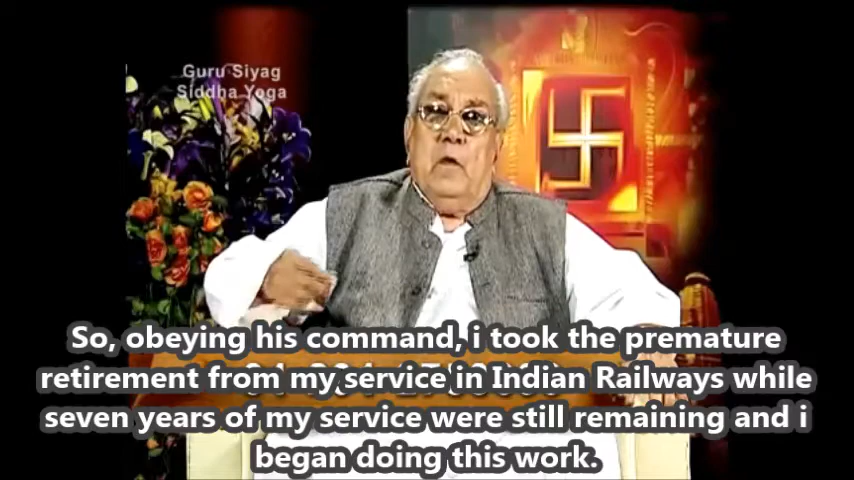 Guru Siyag
Siddha Yoga
So, obeying his command, i took the premature
retirement from my service in Indian Railways while
seven years of my service were still remaining and i
began doing this work.